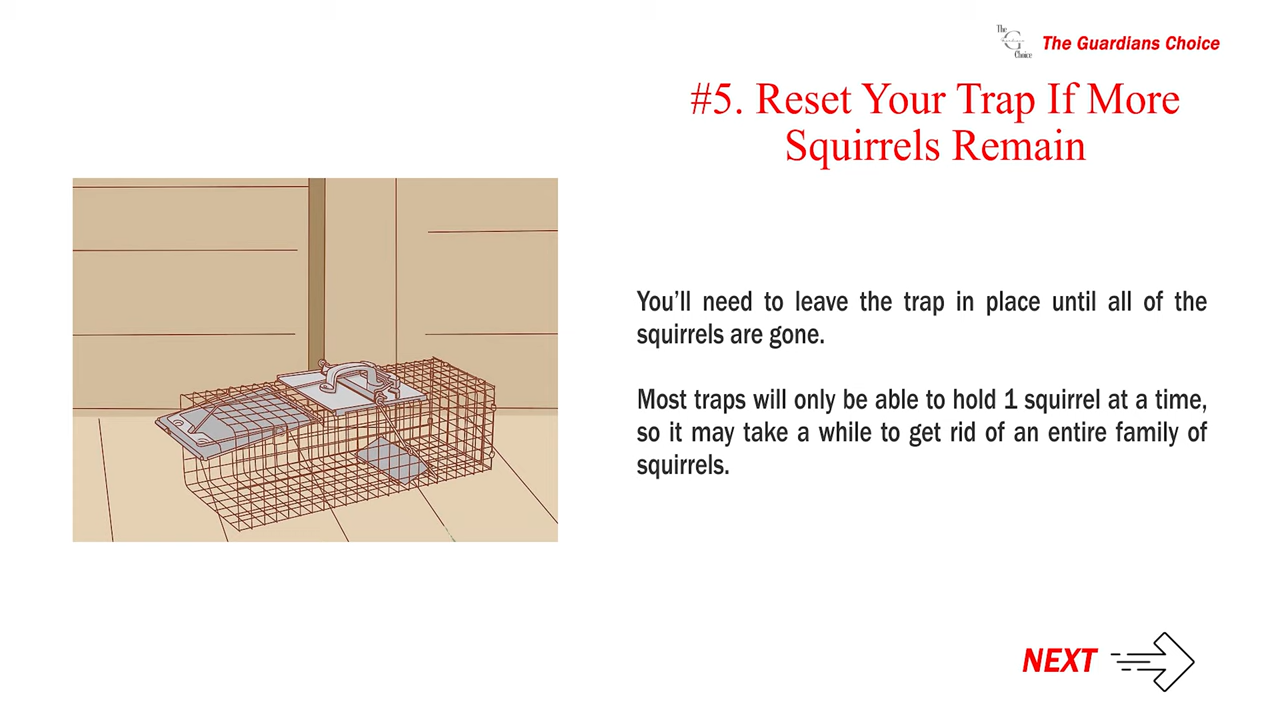 The
G
Choice
The Guardians Choice
#5. Reset Your Trap If More
Squirrels Remain
You’ll need to leave the trap in place until all of the
squirrels are gone.
Most traps will only be able to hold 1 squirrel at a time,
so it may take a while to get rid of an entire family of
squirrels.
NEXT